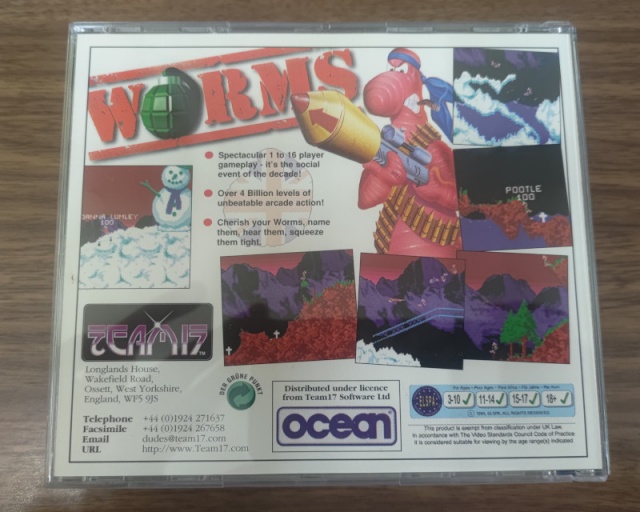 WORMS
Spectacular 1 to 16 player
gameplay - it's the social
event of the decade!
Over 4 Billion levels of
unbeatable arcade action!
Cherish your Worms, name
them, hear them, squeeze
them tight.
ANNA LUMLEY
100
POOTLE
100
TEAM17
Longlands House,
Wakefield Road,
Ossett, West Yorkshire,
England, WF5 9JS
Telephone +44 (0)1924 271637
Facsimile +44 (0)1924 267658
Email dudes@team17.com
URL http://www.Team17.com
DER GRÜNE PUNKT
Distributed under licence
from Team17 Software Ltd
ocean
ELSPA
3-10 ✓ 11-14 ✓ 15-17 ✓ 18+ ✓
This product is exempt from classification under UK Law.
In accordance with The Video Standards Council Code of Practice
it is considered suitable for viewing by the age range(s) indicated